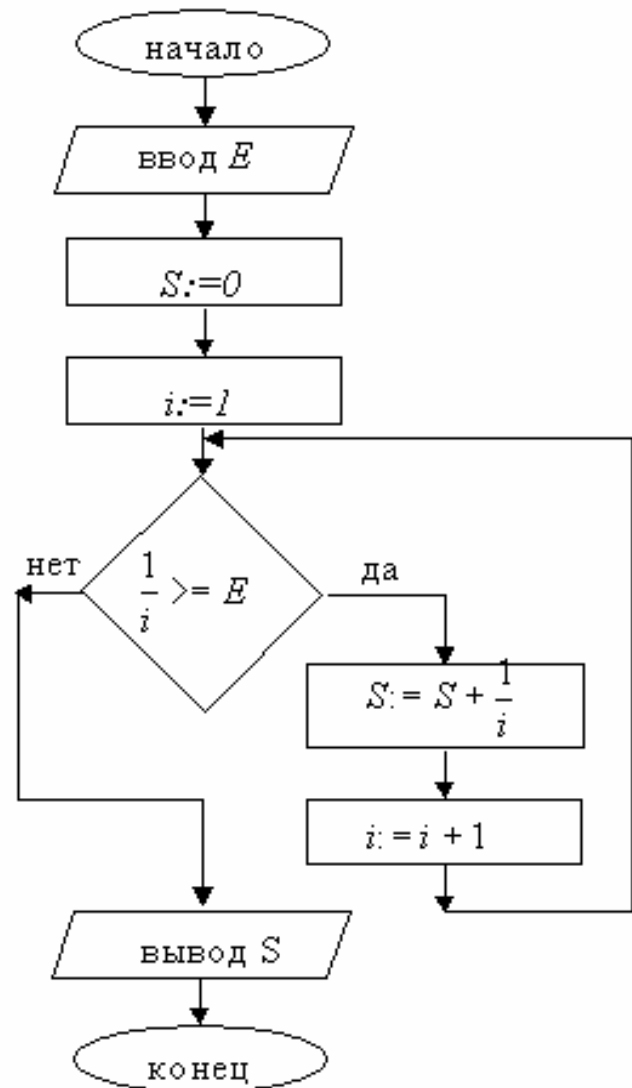 начало
ввод E
S:=0
i:=1
нет
1/i >= E
да
S:= S + 1/i
i:= i + 1
вывод S
конец